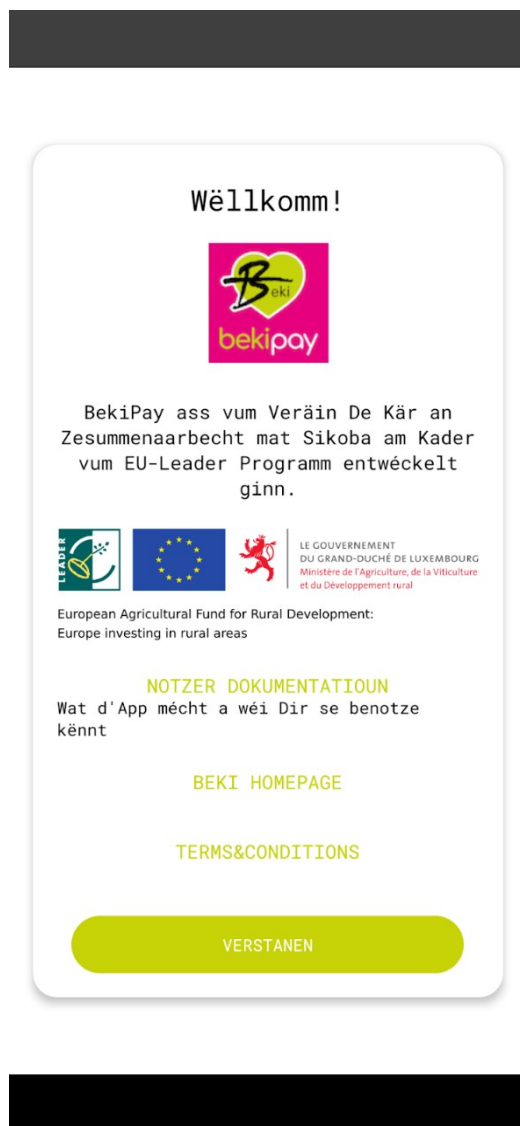 Wëllkomm!
Beki
bekipay
BekiPay ass vum Veräin De Kär an
Zesummenaarbecht mat Sikoba am Kader
vum EU-Leader Programm entwéckelt
ginn.
LEADER
LE GOUVERNEMENT
DU GRAND-DUCHÉ DE LUXEMBOURG
Ministère de l'Agriculture, de la Viticulture
et du Développement rural
European Agricultural Fund for Rural Development:
Europe investing in rural areas
NOTZER DOKUMENTATIOUN
Wat d'App mécht a wéi Dir se benotze
kënnt
BEKI HOMEPAGE
TERMS&CONDITIONS
VERSTANEN